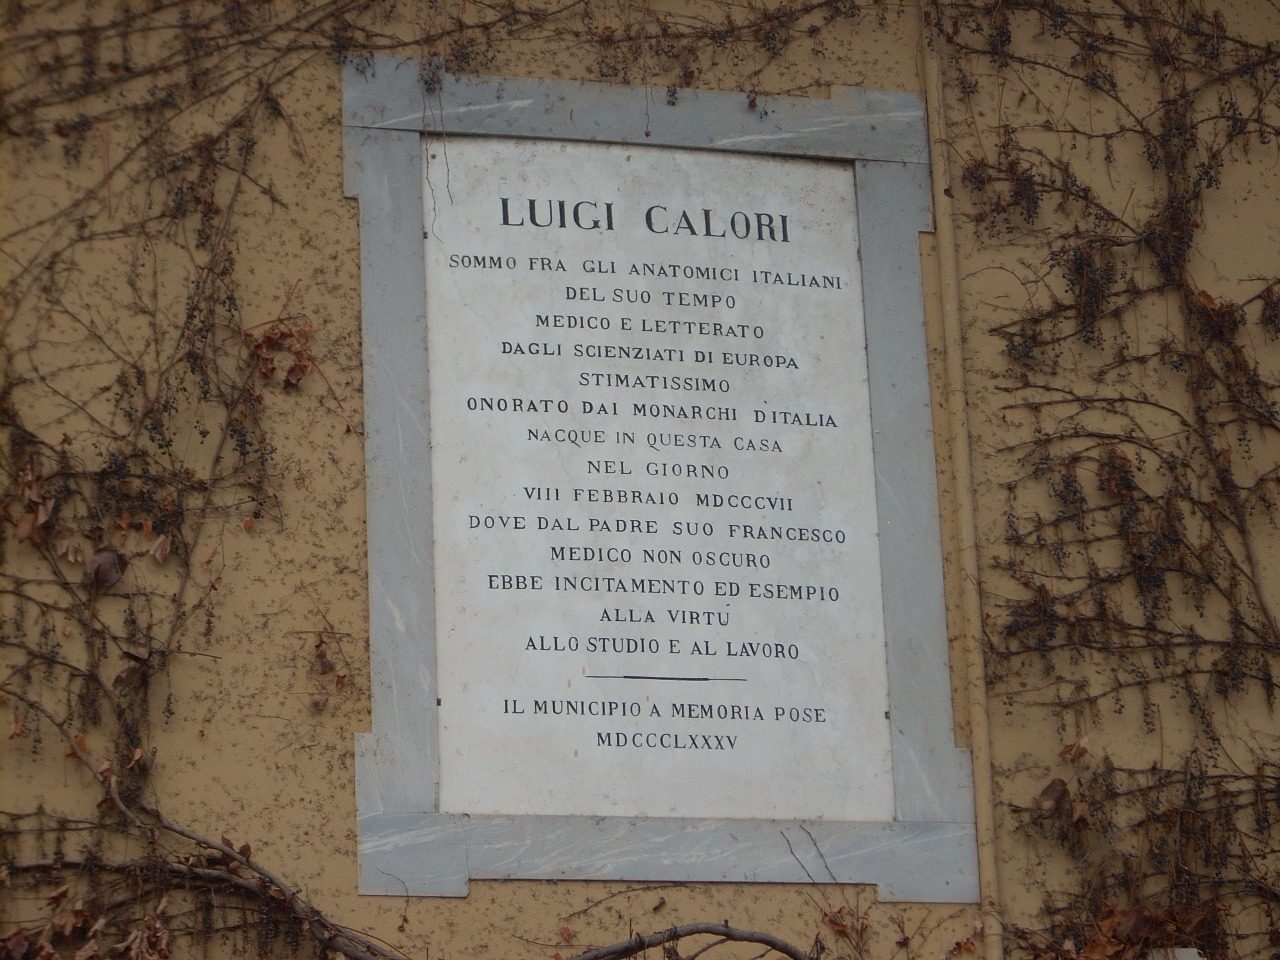 LUIGI CALORI
SOMMO FRA GLI ANATOMICI ITALIANI
DEL SUO TEMPO
MEDICO E LETTERATO
DAGLI SCIENZIATI DI EUROPA
STIMATISSIMO
ONORATO DAI MONARCHI D'ITALIA
NACQUE IN QUESTA CASA
NEL GIORNO
VIII FEBBRAIO MDCCCVII
DOVE DAL PADRE SUO FRANCESCO
MEDICO NON OSCURO
EBBE INCITAMENTO ED ESEMPIO
ALLA VIRTÚ
ALLO STUDIO E AL LAVORO
IL MUNICIPIO A MEMORIA POSE
MDCCCLXXXV